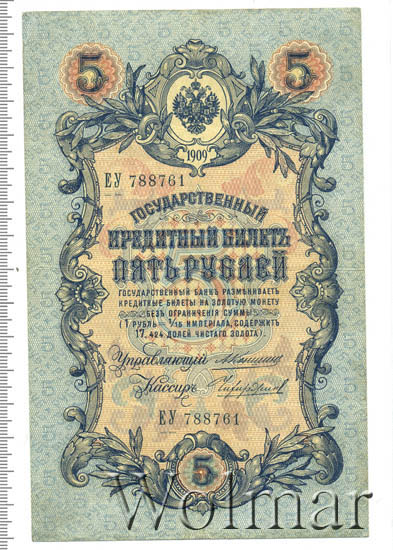 5 5
1909
ЕУ 788761
ГОСУДАРСТВЕННЫЙ
КРЕДИТНЫЙ БИЛЕТЪ
ПЯТЬ РУБЛЕЙ
ГОСУДАРСТВЕННЫЙ БАНКЪ РАЗМѢНИВАЕТЪ
КРЕДИТНЫЕ БИЛЕТЫ НА ЗОЛОТУЮ МОНЕТУ
БЕЗЪ ОГРАНИЧЕНІЯ СУММЫ
(1 РУБЛЬ = 1/15 ИМПЕРІАЛА, СОДЕРЖИТЪ
17,424 ДОЛЕЙ ЧИСТАГО ЗОЛОТА)
Управляющій
Кассиръ
ЕУ 788761
5
Wolmar